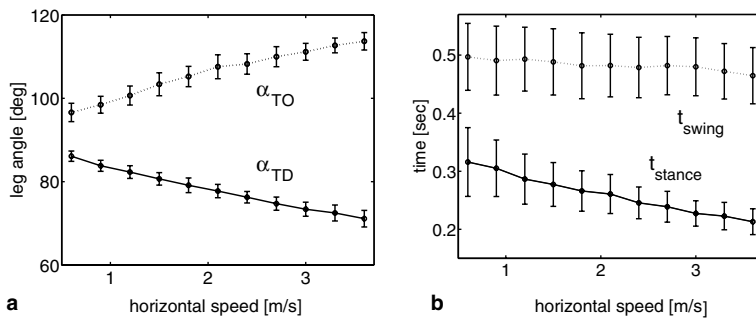 120
100
80
60
leg angle [deg]
α_TO
α_TD
1
2
3
horizontal speed [m/s]
a
0.5
0.4
0.3
0.2
time [sec]
t_swing
t_stance
1
2
3
horizontal speed [m/s]
b